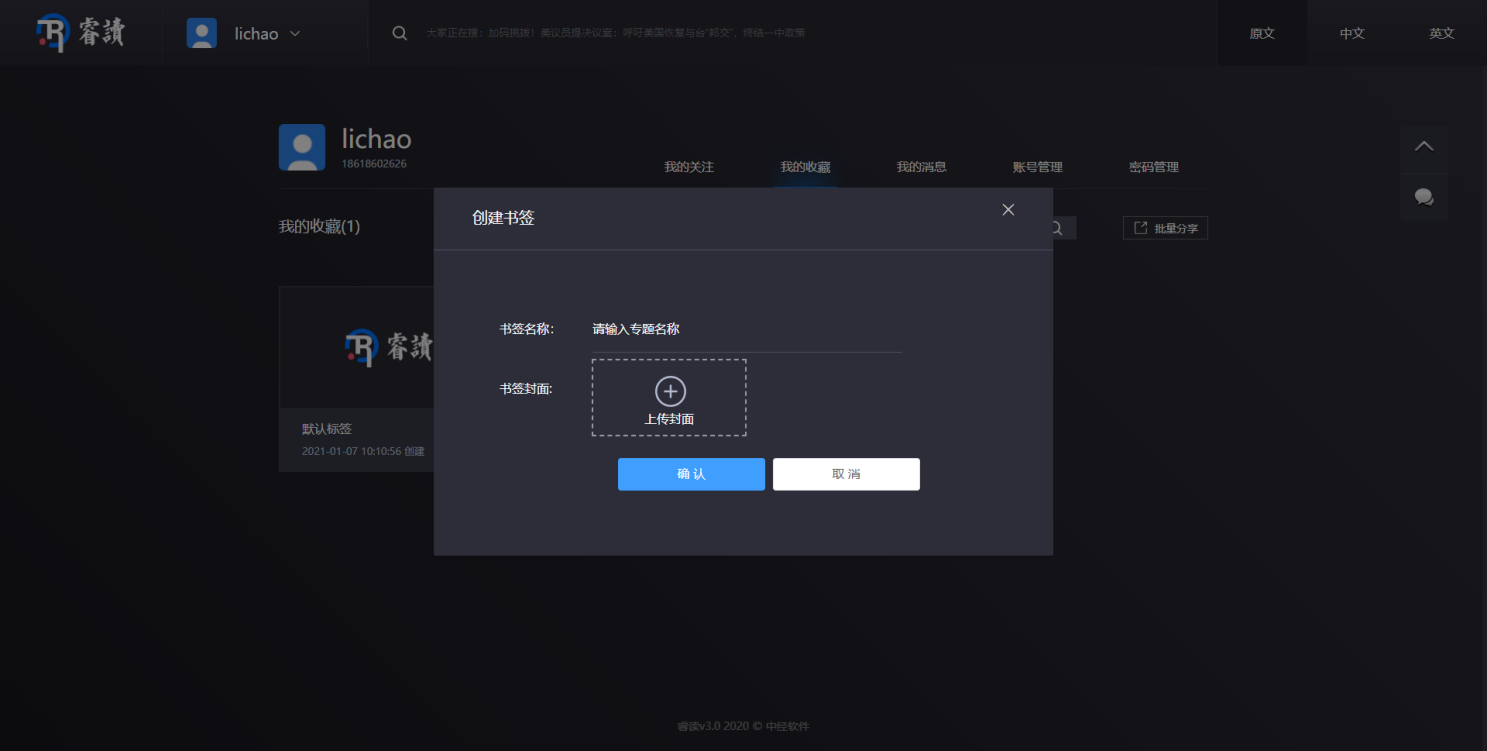 睿讀
lichao
大家正在搜：加码挑拨！美议员提决议案：呼吁美国恢复与台“邦交”，终结一中政策
原文
中文
英文
lichao
18618602626
我的关注
我的收藏
我的消息
账号管理
密码管理
我的收藏(1)
批量分享
创建书签
书签名称：
请输入专题名称
书签封面:
上传封面
确 认
取 消
睿讀
默认标签
2021-01-07 10:10:56 创建
睿读v3.0 2020 © 中经软件